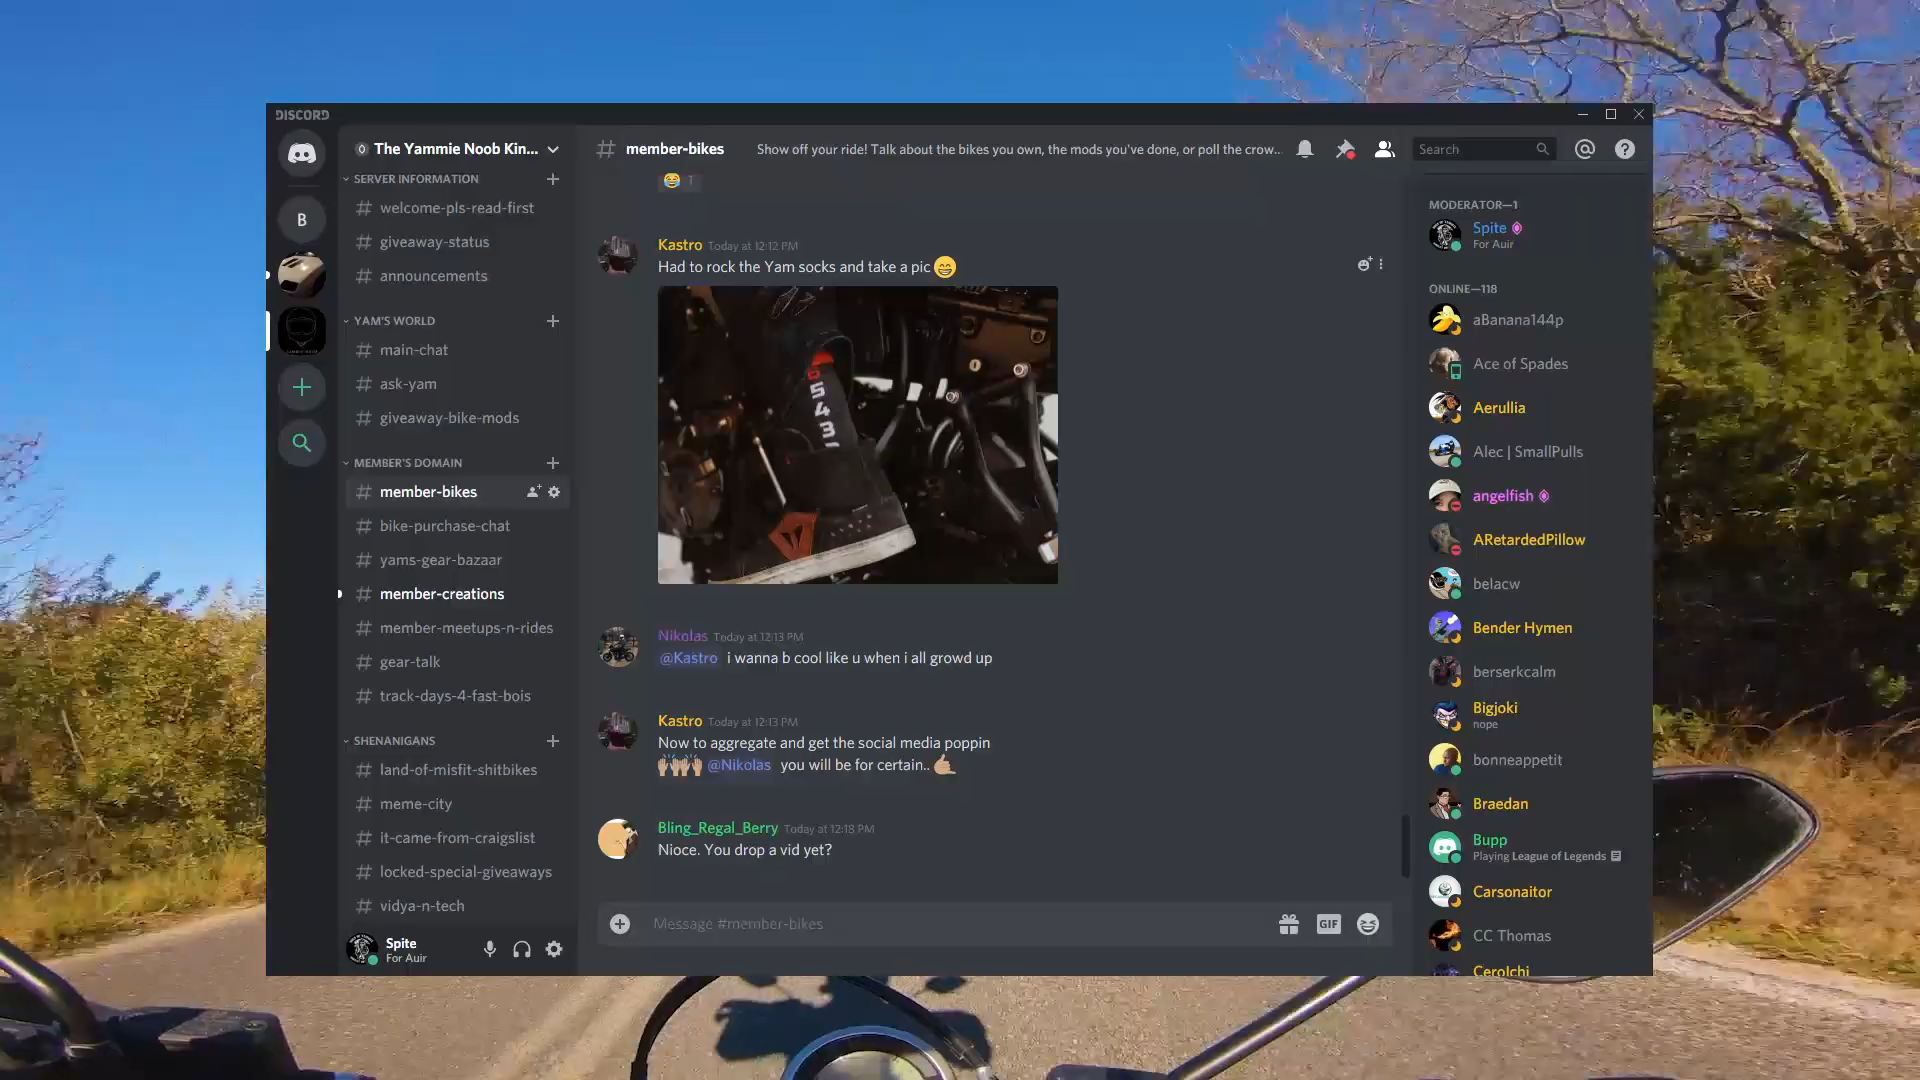 DISCORD
The Yammie Noob Kin...
SERVER INFORMATION
welcome-pls-read-first
giveaway-status
announcements
YAM'S WORLD
main-chat
ask-yam
giveaway-bike-mods
MEMBER'S DOMAIN
member-bikes
bike-purchase-chat
yams-gear-bazaar
member-creations
member-meetups-n-rides
gear-talk
track-days-4-fast-bois
SHENANIGANS
land-of-misfit-shitbikes
meme-city
it-came-from-craigslist
locked-special-giveaways
vidya-n-tech
Spite
For Auir
B
# member-bikes
Show off your ride! Talk about the bikes you own, the mods you've done, or poll the crow...
Search
😂 1
Kastro Today at 12:12 PM
Had to rock the Yam socks and take a pic 😁
6
5
4
3
Nikolas Today at 12:13 PM
@Kastro i wanna b cool like u when i all growd up
Kastro Today at 12:13 PM
Now to aggregate and get the social media poppin
🙌🏼🙌🏼 @Nikolas you will be for certain.. 🤙🏼
Bling_Regal_Berry Today at 12:18 PM
Nioce. You drop a vid yet?
Message #member-bikes
GIF
MODERATOR—1
Spite
For Auir
ONLINE—118
aBanana144p
Ace of Spades
Aerullia
Alec | SmallPulls
angelfish
ARetardedPillow
belacw
Bender Hymen
berserkcalm
Bigjoki
nope
bonneappetit
Braedan
Bupp
Playing League of Legends
Carsonaitor
CC Thomas
Cerolchi